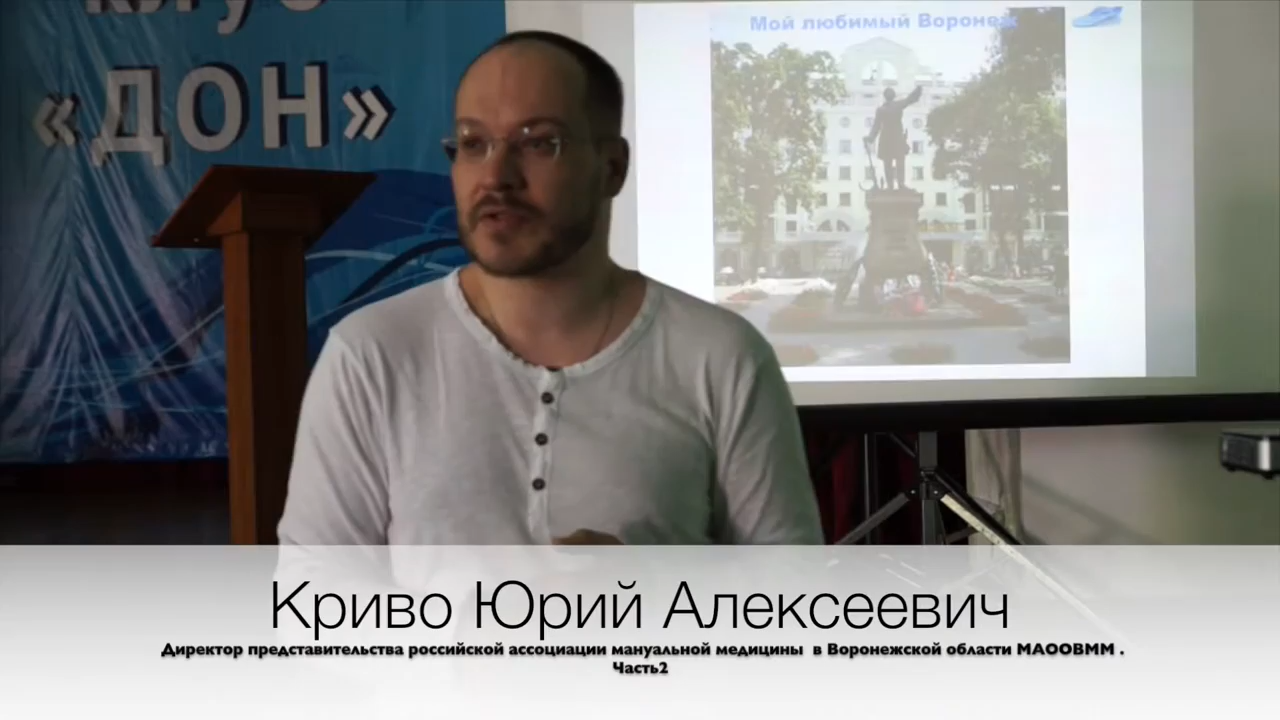 «ДОН»
Мой любимый Воронеж
Криво Юрий Алексеевич
Директор представительства российской ассоциации мануальной медицины в Воронежской области МАООВММ .
Часть2